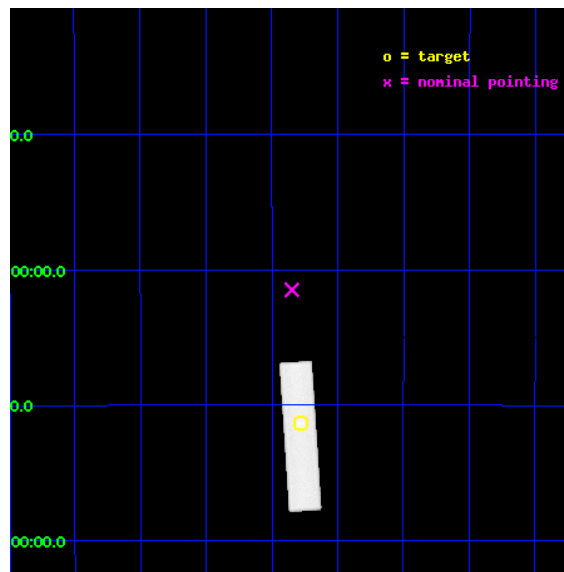 o = target
x = nominal pointing
0.0
00:00.0
0.0
00:00.0